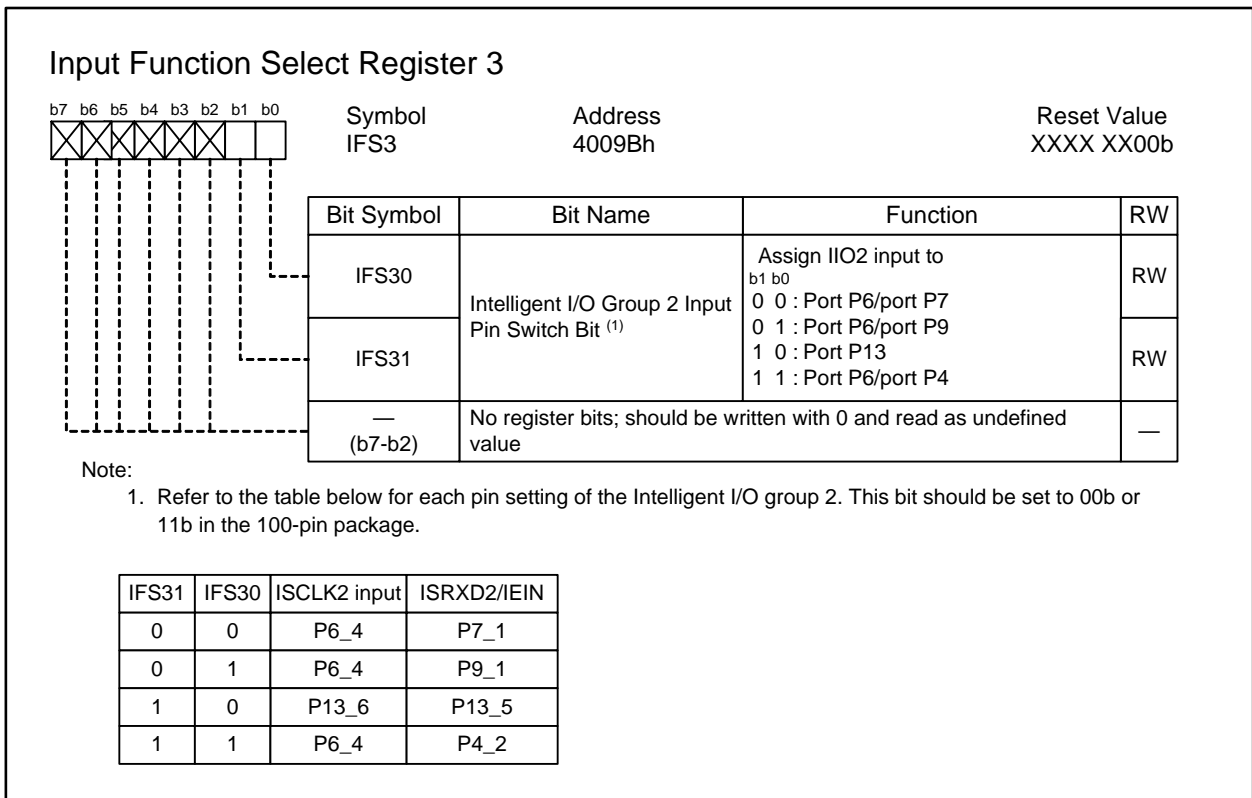 Input Function Select Register 3
b7 b6 b5 b4 b3 b2 b1 b0
Symbol Address Reset Value
IFS3 4009Bh XXXX XX00b
Bit Symbol Bit Name Function RW
IFS30
Intelligent I/O Group 2 Input
Pin Switch Bit (1)
Assign IIO2 input to
b1 b0
0 0 : Port P6/port P7
0 1 : Port P6/port P9
1 0 : Port P13
1 1 : Port P6/port P4
RW
IFS31
RW
—
(b7-b2)
No register bits; should be written with 0 and read as undefined
value
—
Note:
1. Refer to the table below for each pin setting of the Intelligent I/O group 2. This bit should be set to 00b or
11b in the 100-pin package.
IFS31 IFS30 ISCLK2 input ISRXD2/IEIN
0 0 P6_4 P7_1
0 1 P6_4 P9_1
1 0 P13_6 P13_5
1 1 P6_4 P4_2